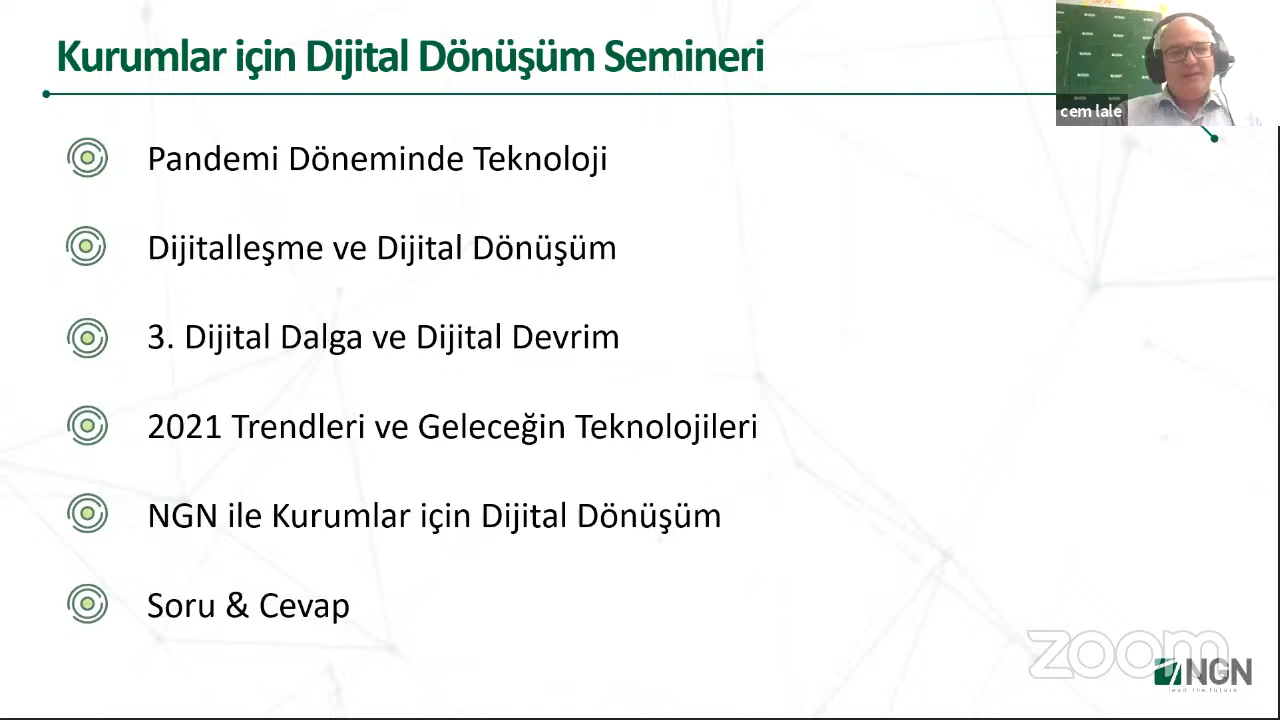 Kurumlar için Dijital Dönüşüm Semineri
cem lale
Pandemi Döneminde Teknoloji
Dijitalleşme ve Dijital Dönüşüm
3. Dijital Dalga ve Dijital Devrim
2021 Trendleri ve Geleceğin Teknolojileri
NGN ile Kurumlar için Dijital Dönüşüm
Soru & Cevap
zoom
NGN
lead the future